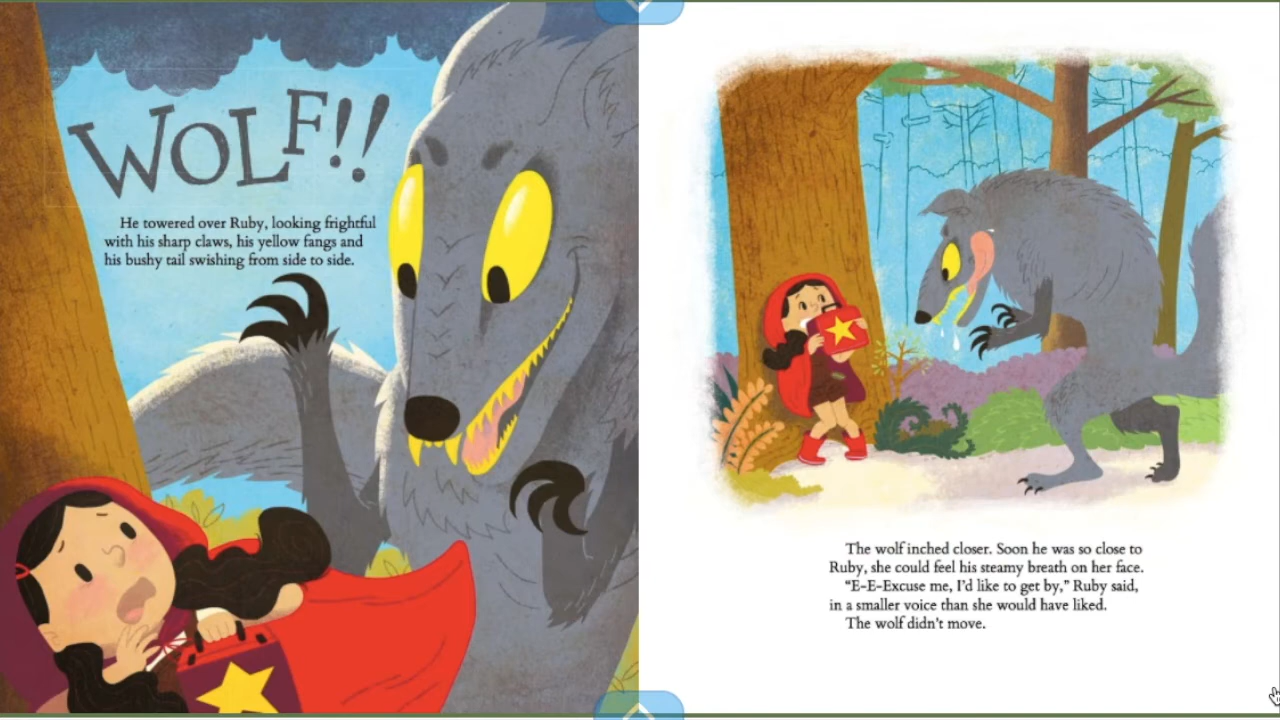 WOLF!!
He towered over Ruby, looking frightful
with his sharp claws, his yellow fangs and
his bushy tail swishing from side to side.
The wolf inched closer. Soon he was so close to
Ruby, she could feel his steamy breath on her face.
“E-E-Excuse me, I’d like to get by,” Ruby said,
in a smaller voice than she would have liked.
The wolf didn’t move.